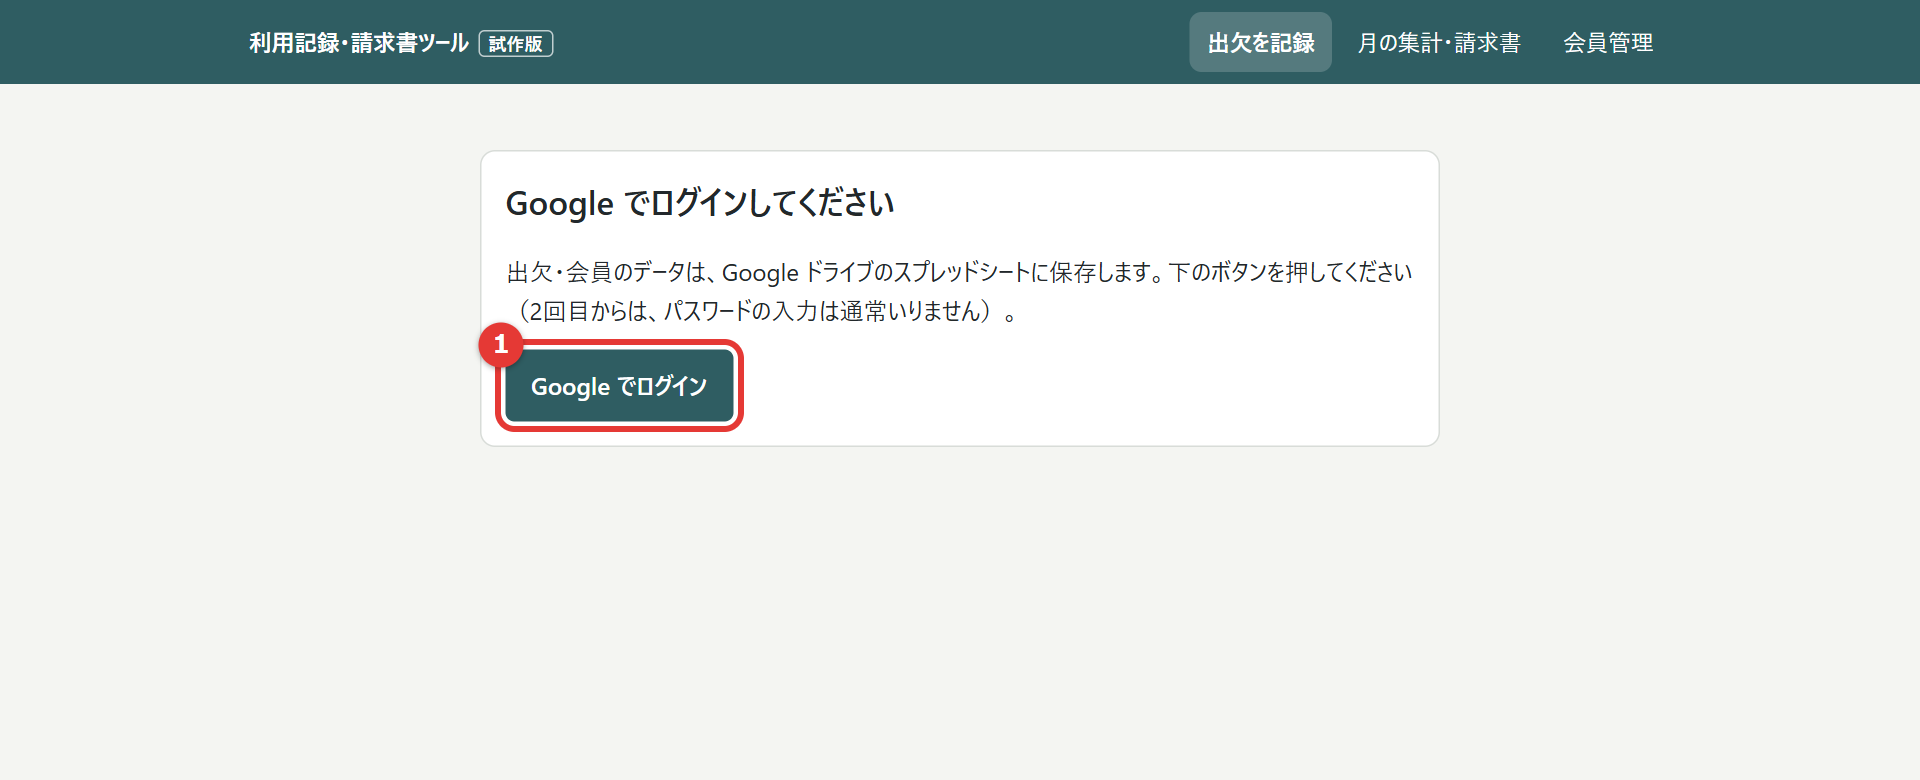 利用記録・請求書ツール 試作版
出欠を記録 月の集計・請求書 会員管理
Google でログインしてください
出欠・会員のデータは、Google ドライブのスプレッドシートに保存します。下のボタンを押してください
（2回目からは、パスワードの入力は通常いりません）。
1
Google でログイン